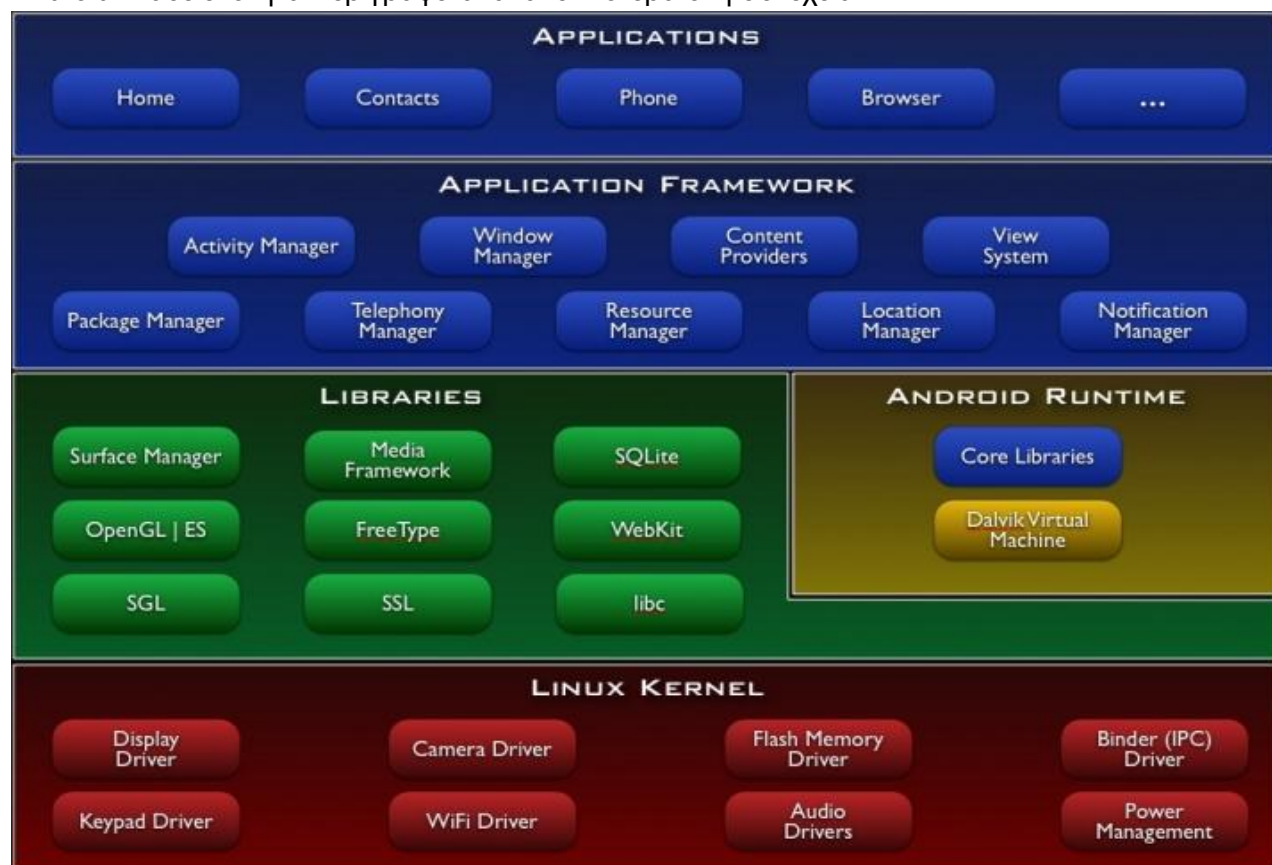 APPLICATIONS
Home Contacts Phone Browser ...
APPLICATION FRAMEWORK
Activity Manager Window Manager Content Providers View System
Package Manager Telephony Manager Resource Manager Location Manager Notification Manager
LIBRARIES
Surface Manager Media Framework SQLite
OpenGL | ES FreeType WebKit
SGL SSL libc
ANDROID RUNTIME
Core Libraries
Dalvik Virtual Machine
LINUX KERNEL
Display Driver Camera Driver Flash Memory Driver Binder (IPC) Driver
Keypad Driver WiFi Driver Audio Drivers Power Management